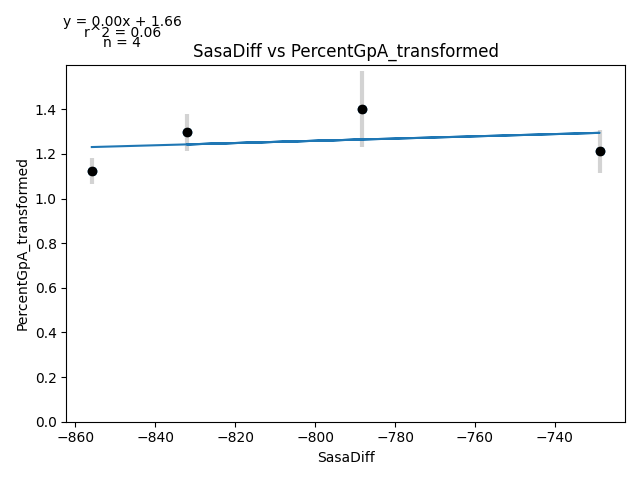 y = 0.00x + 1.66
r^2 = 0.06
n = 4
SasaDiff vs PercentGpA_transformed
1.4
1.2
1.0
0.8
0.6
0.4
0.2
0.0
PercentGpA_transformed
−860 −840 −820 −800 −780 −760 −740
SasaDiff